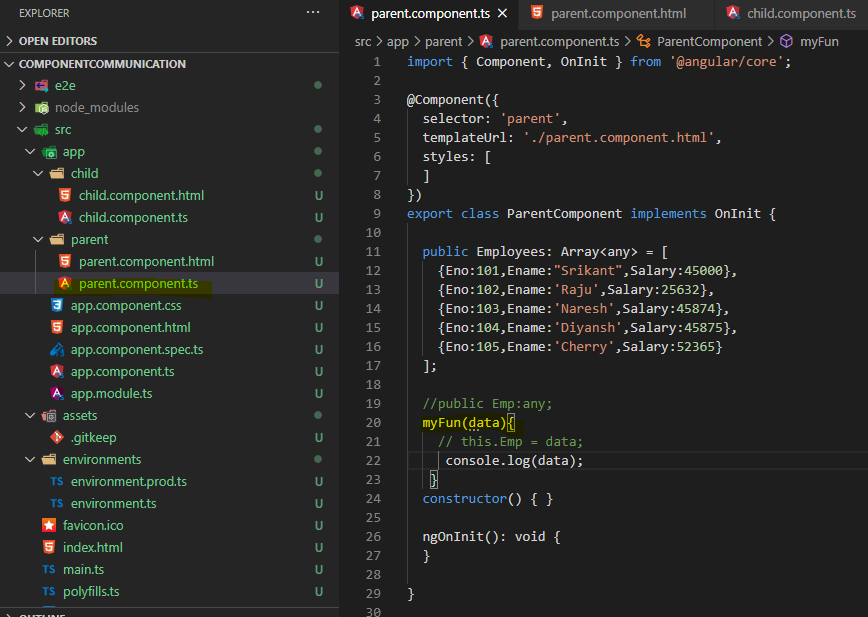 EXPLORER
···
OPEN EDITORS
COMPONENTCOMMUNICATION
e2e
node_modules
src
app
child
child.component.html U
child.component.ts U
parent
parent.component.html U
parent.component.ts U
app.component.css U
app.component.html U
app.component.spec.ts U
app.component.ts U
app.module.ts U
assets
.gitkeep U
environments
TS environment.prod.ts U
TS environment.ts U
favicon.ico U
index.html U
TS main.ts U
TS polyfills.ts U
OUTLINE
parent.component.ts
parent.component.html
child.component.ts
src > app > parent > parent.component.ts > ParentComponent > myFun
1 import { Component, OnInit } from '@angular/core';
2
3 @Component({
4 selector: 'parent',
5 templateUrl: './parent.component.html',
6 styles: [
7 ]
8 })
9 export class ParentComponent implements OnInit {
10
11 public Employees: Array<any> = [
12 {Eno:101,Ename:"Srikant",Salary:45000},
13 {Eno:102,Ename:'Raju',Salary:25632},
14 {Eno:103,Ename:'Naresh',Salary:45874},
15 {Eno:104,Ename:'Diyansh',Salary:45875},
16 {Eno:105,Ename:'Cherry',Salary:52365}
17 ];
18
19 //public Emp:any;
20 myFun(data){
21 // this.Emp = data;
22 console.log(data);
23 }
24 constructor() { }
25
26 ngOnInit(): void {
27 }
28
29 }
30